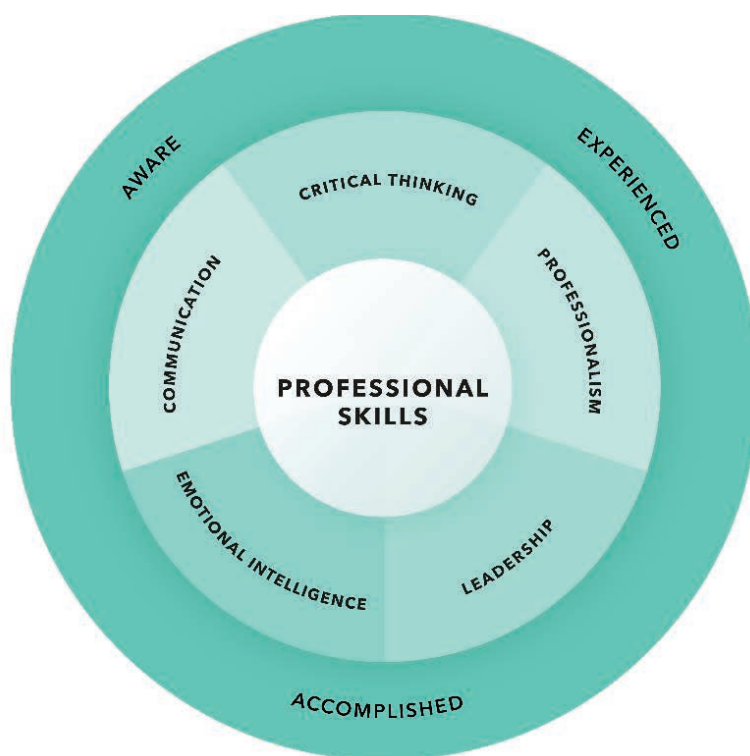 AWARE
EXPERIENCED
CRITICAL THINKING
COMMUNICATION
PROFESSIONALISM
PROFESSIONAL
SKILLS
EMOTIONAL INTELLIGENCE
LEADERSHIP
ACCOMPLISHED